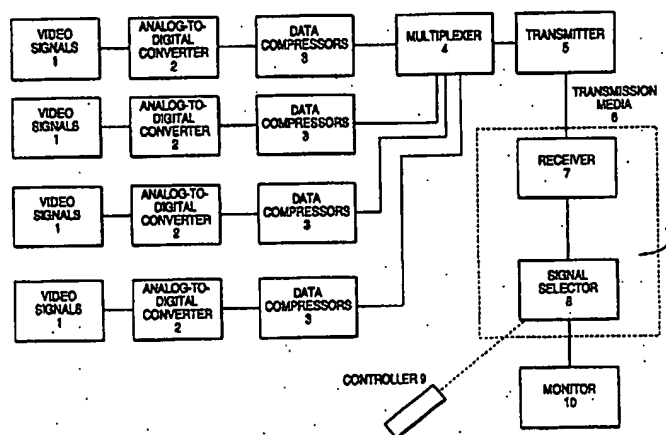 VIDEO
SIGNALS
1
ANALOG-TO-
DIGITAL
CONVERTER
2
DATA
COMPRESSORS
3
MULTIPLEXER
4
TRANSMITTER
5
VIDEO
SIGNALS
1
ANALOG-TO-
DIGITAL
CONVERTER
2
DATA
COMPRESSORS
3
TRANSMISSION
MEDIA
6
VIDEO
SIGNALS
1
ANALOG-TO-
DIGITAL
CONVERTER
2
DATA
COMPRESSORS
3
RECEIVER
7
VIDEO
SIGNALS
1
ANALOG-TO-
DIGITAL
CONVERTER
2
DATA
COMPRESSORS
3
SIGNAL
SELECTOR
8
CONTROLLER 9
MONITOR
10